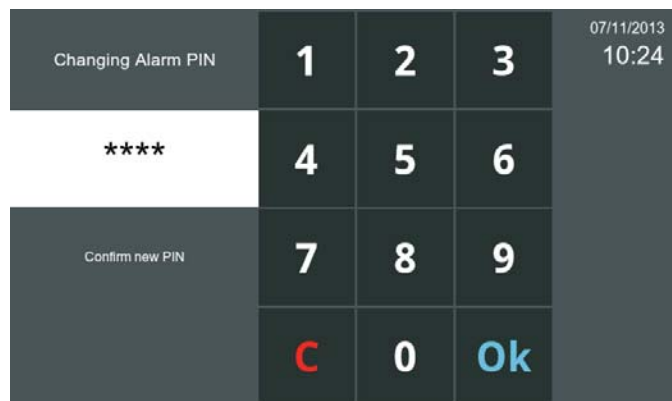 Changing Alarm PIN
****
Confirm new PIN
1 2 3
4 5 6
7 8 9
C 0 Ok
07/11/2013
10:24